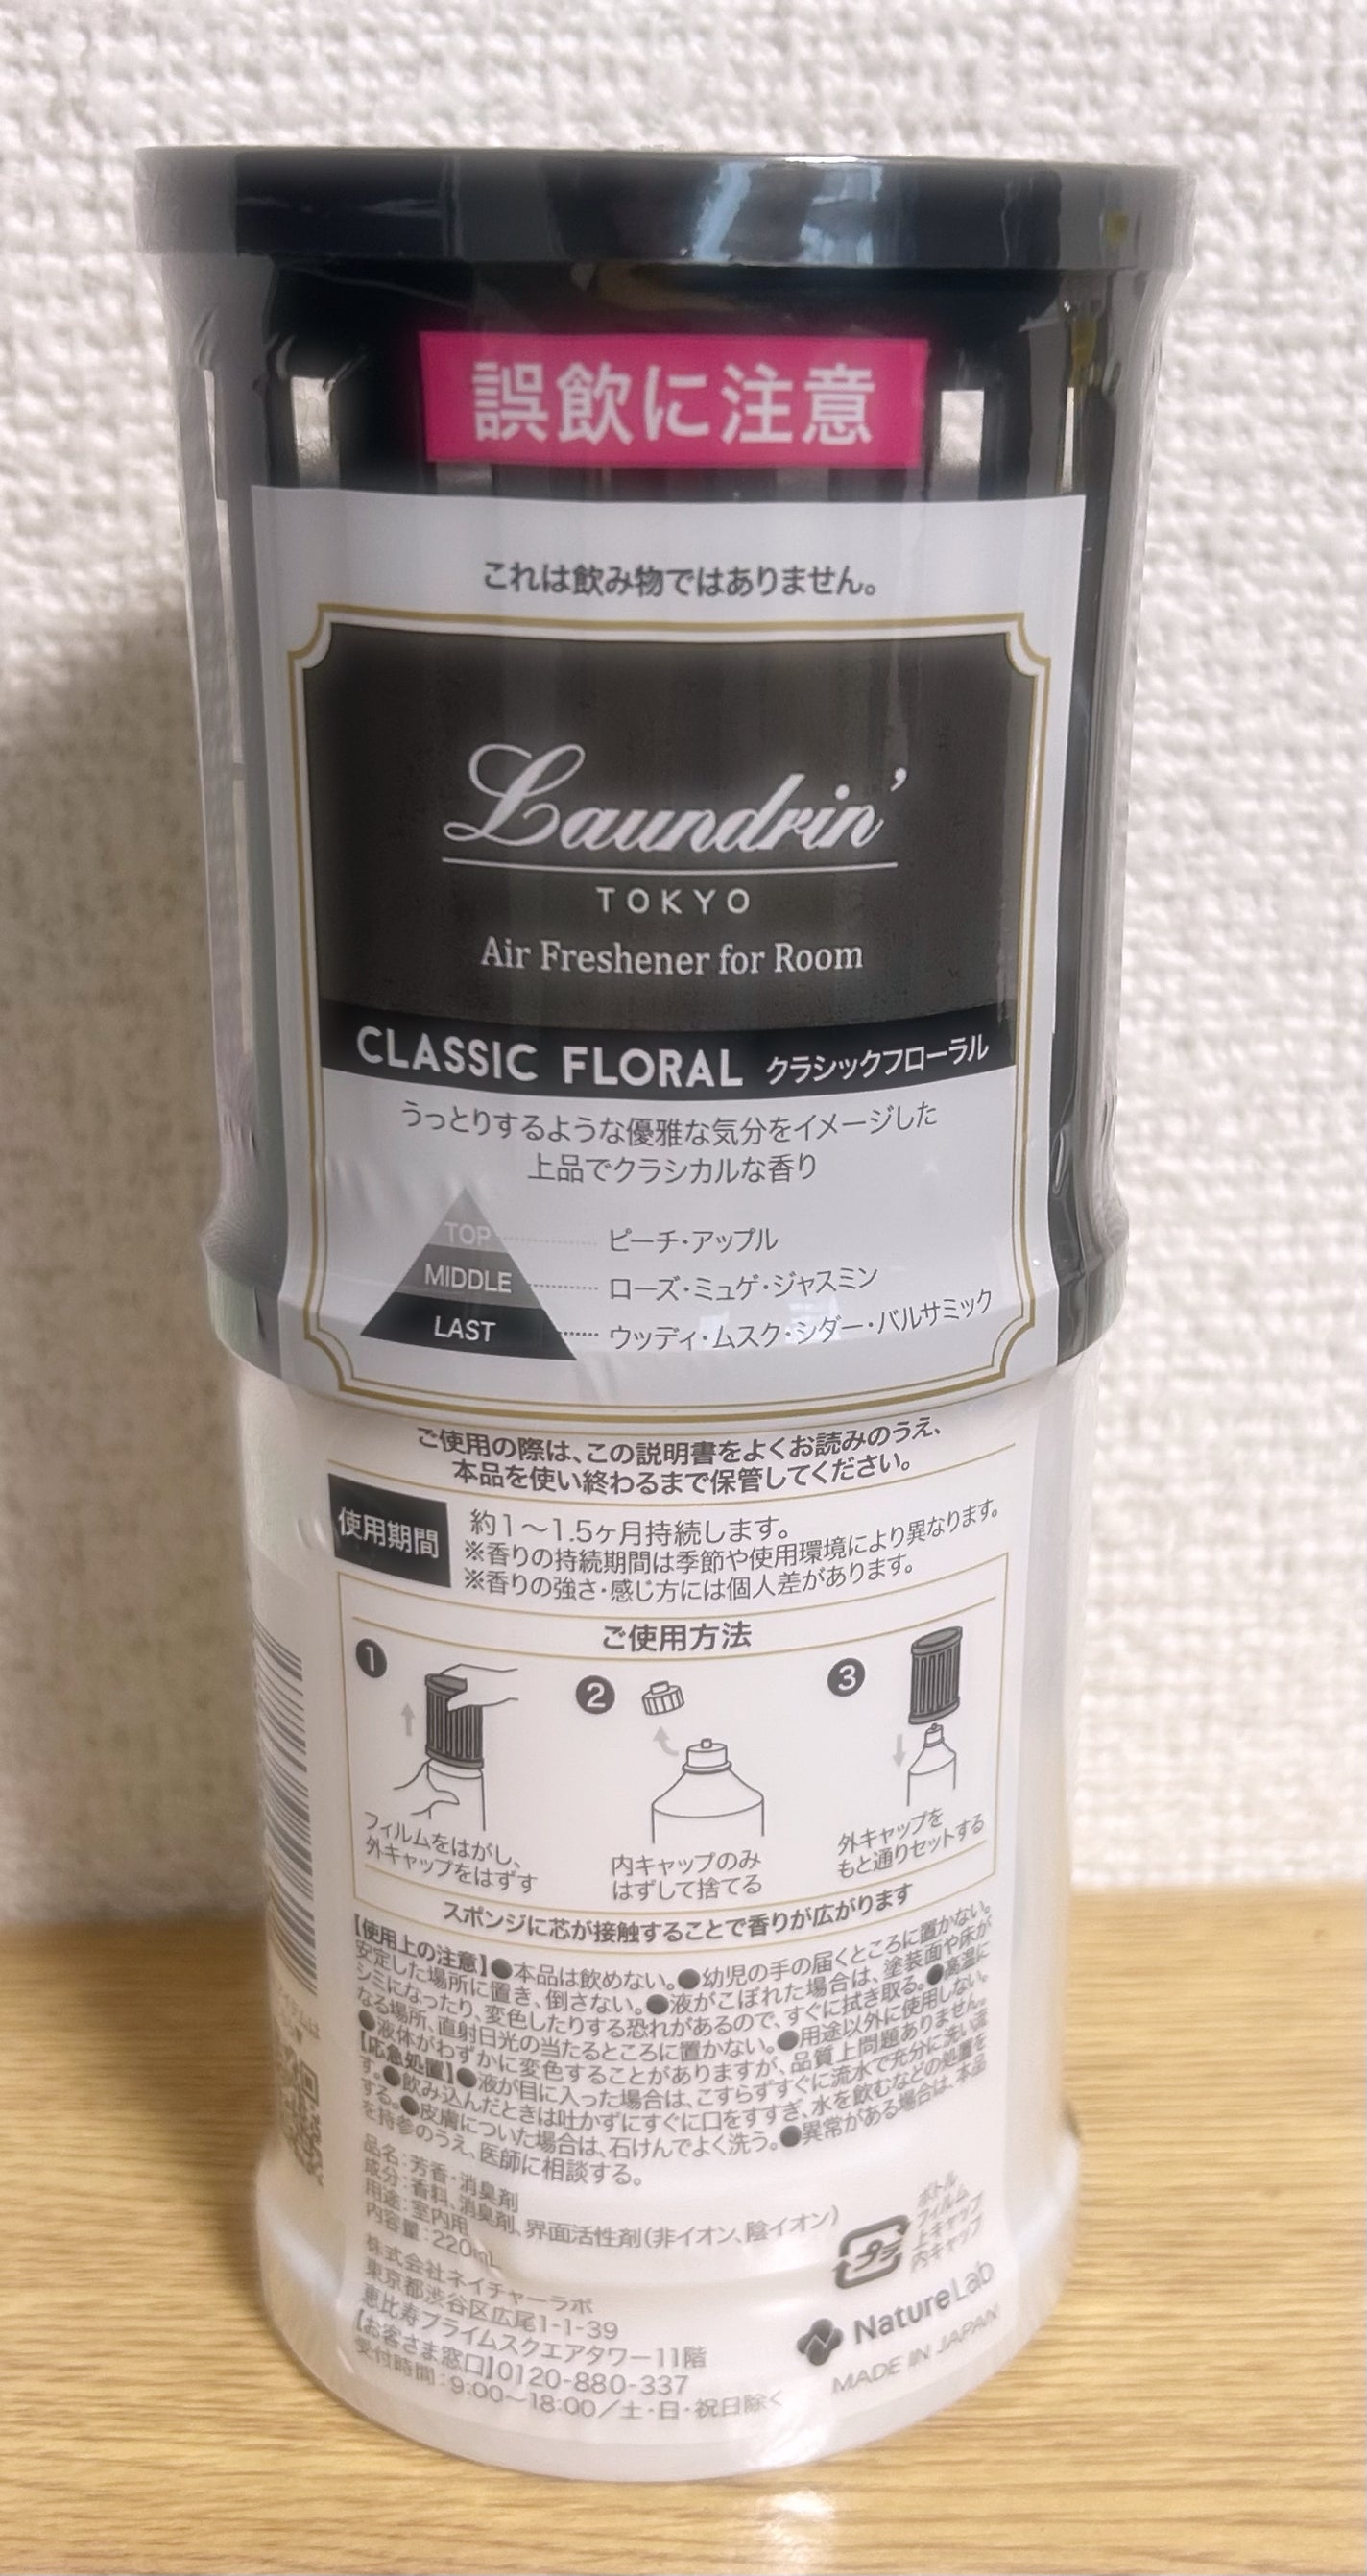 誤飲に注意
これは飲み物ではありません。
Laundrin'
TOKYO
Air Freshener for Room
CLASSIC FLORAL クラシックフローラル
うっとりするような優雅な気分をイメージした
上品でクラシカルな香り
TOP ピーチ・アップル
MIDDLE ローズ・ミュゲ・ジャスミン
LAST ウッディ・ムスク・シダー・バルサミック
ご使用の際は、この説明書をよくお読みのうえ、
本品を使い終わるまで保管してください。
使用期間
約1〜1.5ヶ月持続します。
※香りの持続期間は季節や使用環境により異なります。
※香りの強さ・感じ方には個人差があります。
ご使用方法
1
フィルムをはがし、
外キャップをはずす
2
内キャップのみ
はずして捨てる
3
外キャップを
もと通りセットする
スポンジに芯が接触することで香りが広がります
【使用上の注意】●本品は飲めない。●幼児の手の届くところに置かない。
安定した場所に置き、倒さない。●液がこぼれた場合は、塗装面や床が
シミになったり、変色したりする恐れがあるので、すぐに拭き取る。●高温に
なる場所、直射日光の当たるところに置かない。●用途以外に使用しない。
●液体がわずかに変色することがありますが、品質上問題ありません。
【応急処置】●液が目に入った場合は、こすらずすぐに流水で充分に洗い流
す。●飲み込んだときは吐かずにすぐに口をすすぎ、水を飲むなどの処置を
する。●皮膚についた場合は、石けんでよく洗う。●異常がある場合は、本品
を持参のうえ、医師に相談する。
品名：芳香・消臭剤
成分：香料、消臭剤、界面活性剤（非イオン、陰イオン）
用途：室内用
内容量：220mL
株式会社ネイチャーラボ
東京都渋谷区広尾1-1-39
恵比寿プライムスクエアタワー11階
【お客さま窓口】0120-880-337
受付時間：9:00〜18:00／土・日・祝日除く
プラ
ボトル
フィルム
上キャップ
内キャップ
NatureLab
MADE IN JAPAN